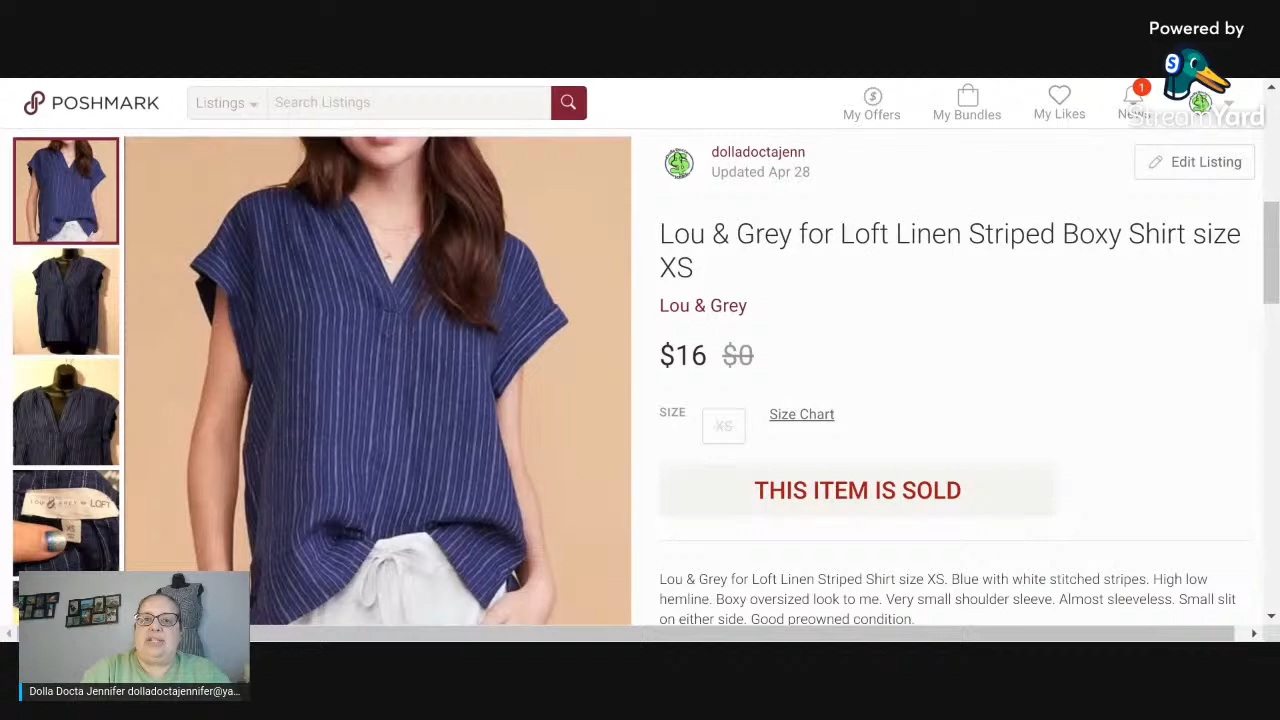 Powered by
StreamYard
POSHMARK
Listings
Search Listings
My Offers
My Bundles
My Likes
1
dolladoctajenn
Updated Apr 28
Edit Listing
Lou & Grey for Loft Linen Striped Boxy Shirt size
XS
Lou & Grey
$16 $0
SIZE
XS
Size Chart
THIS ITEM IS SOLD
Lou & Grey for Loft Linen Striped Shirt size XS. Blue with white stitched stripes. High low
hemline. Boxy oversized look to me. Very small shoulder sleeve. Almost sleeveless. Small slit
on either side. Good preowned condition.
LOFT
XS
Dolla Docta Jennifer dolladoctajennifer@ya...